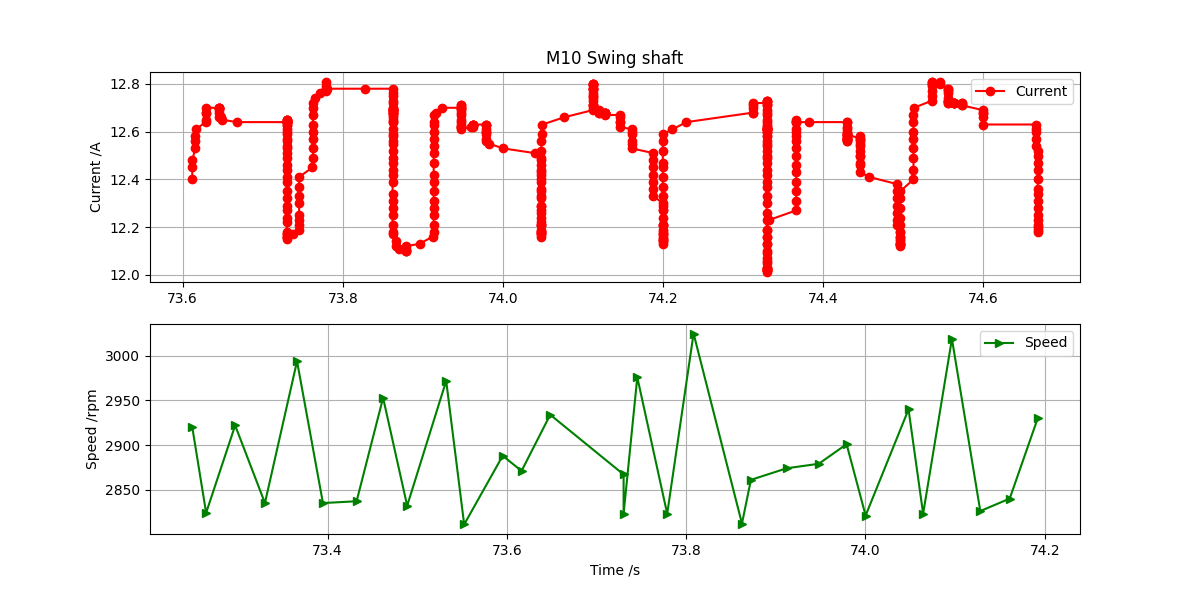 M10 Swing shaft
Current /A
12.8
12.6
12.4
12.2
12.0
Current
73.6 73.8 74.0 74.2 74.4 74.6
Speed /rpm
3000
2950
2900
2850
Speed
73.4 73.6 73.8 74.0 74.2
Time /s